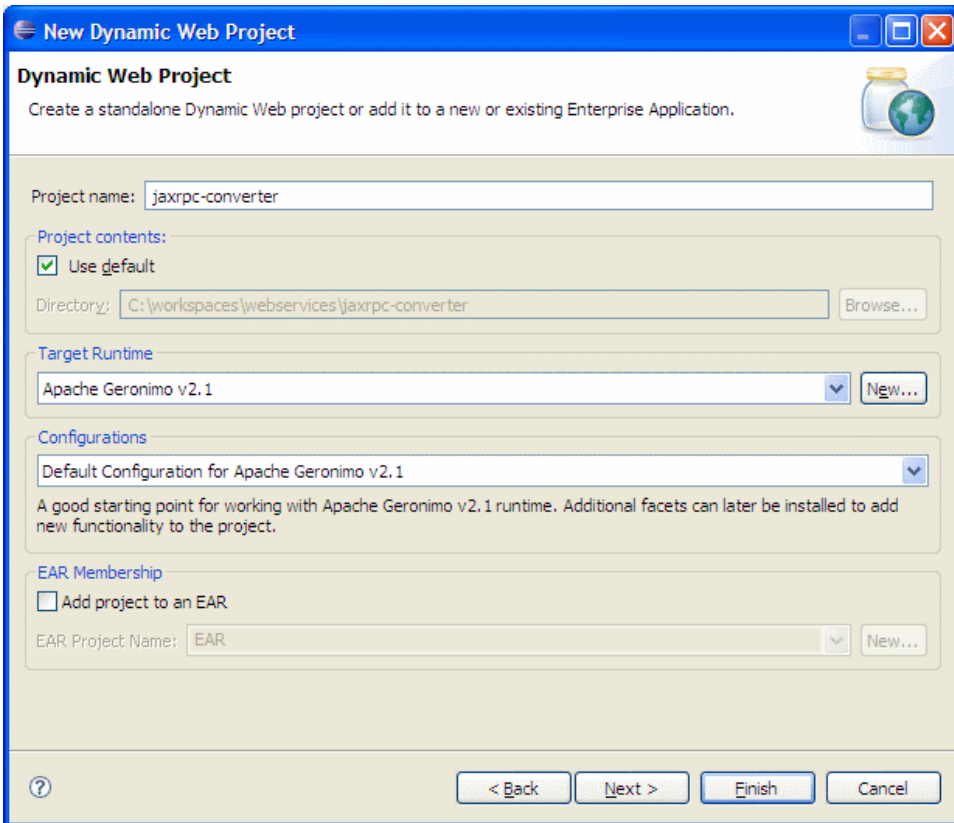 New Dynamic Web Project
Dynamic Web Project
Create a standalone Dynamic Web project or add it to a new or existing Enterprise Application.
Project name: jaxrpc-converter
Project contents:
Use default
Directory: C:\workspaces\webservices\jaxrpc-converter Browse...
Target Runtime
Apache Geronimo v2.1 New...
Configurations
Default Configuration for Apache Geronimo v2.1
A good starting point for working with Apache Geronimo v2.1 runtime. Additional facets can later be installed to add
new functionality to the project.
EAR Membership
Add project to an EAR
EAR Project Name: EAR New...
? < Back Next > Finish Cancel